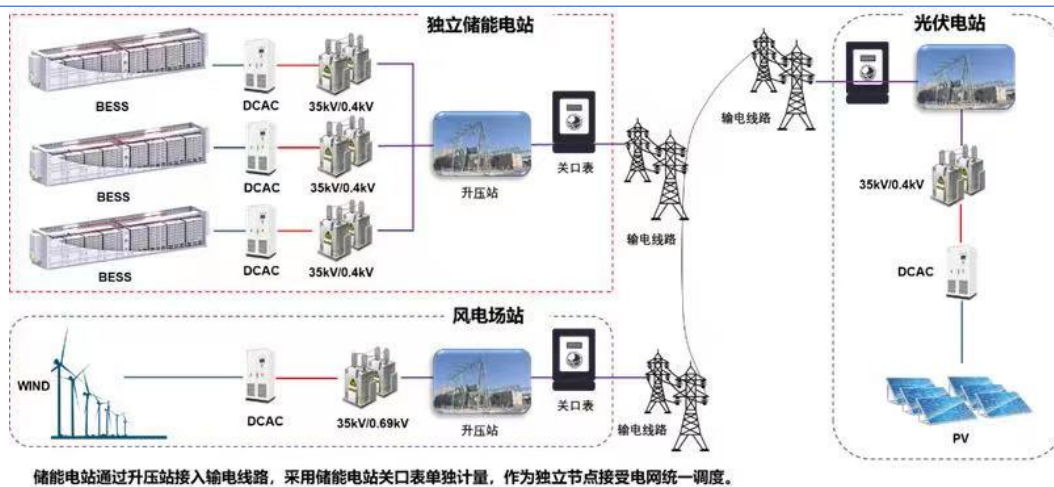 独立储能电站
BESS
DCAC
35kV/0.4kV
BESS
DCAC
35kV/0.4kV
BESS
DCAC
35kV/0.4kV
升压站
关口表
输电线路
输电线路
光伏电站
35kV/0.4kV
DCAC
PV
风电场站
WIND
DCAC
35kV/0.69kV
升压站
关口表
输电线路
储能电站通过升压站接入输电线路，采用储能电站关口表单独计量，作为独立节点接受电网统一调度。